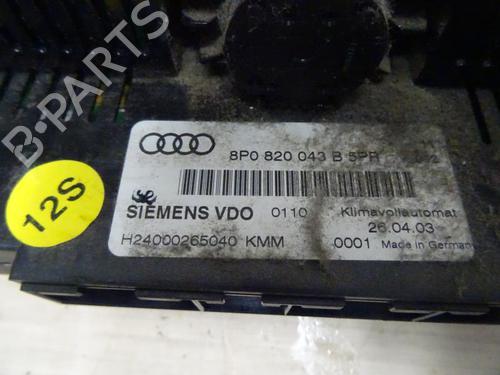 8P0 820 043 B 5PR
SIEMENS VDO 0110 Klimavollautomat
26.04.03
H24000265040 KMM 0001 Made in Germany
12S
B-PARTS